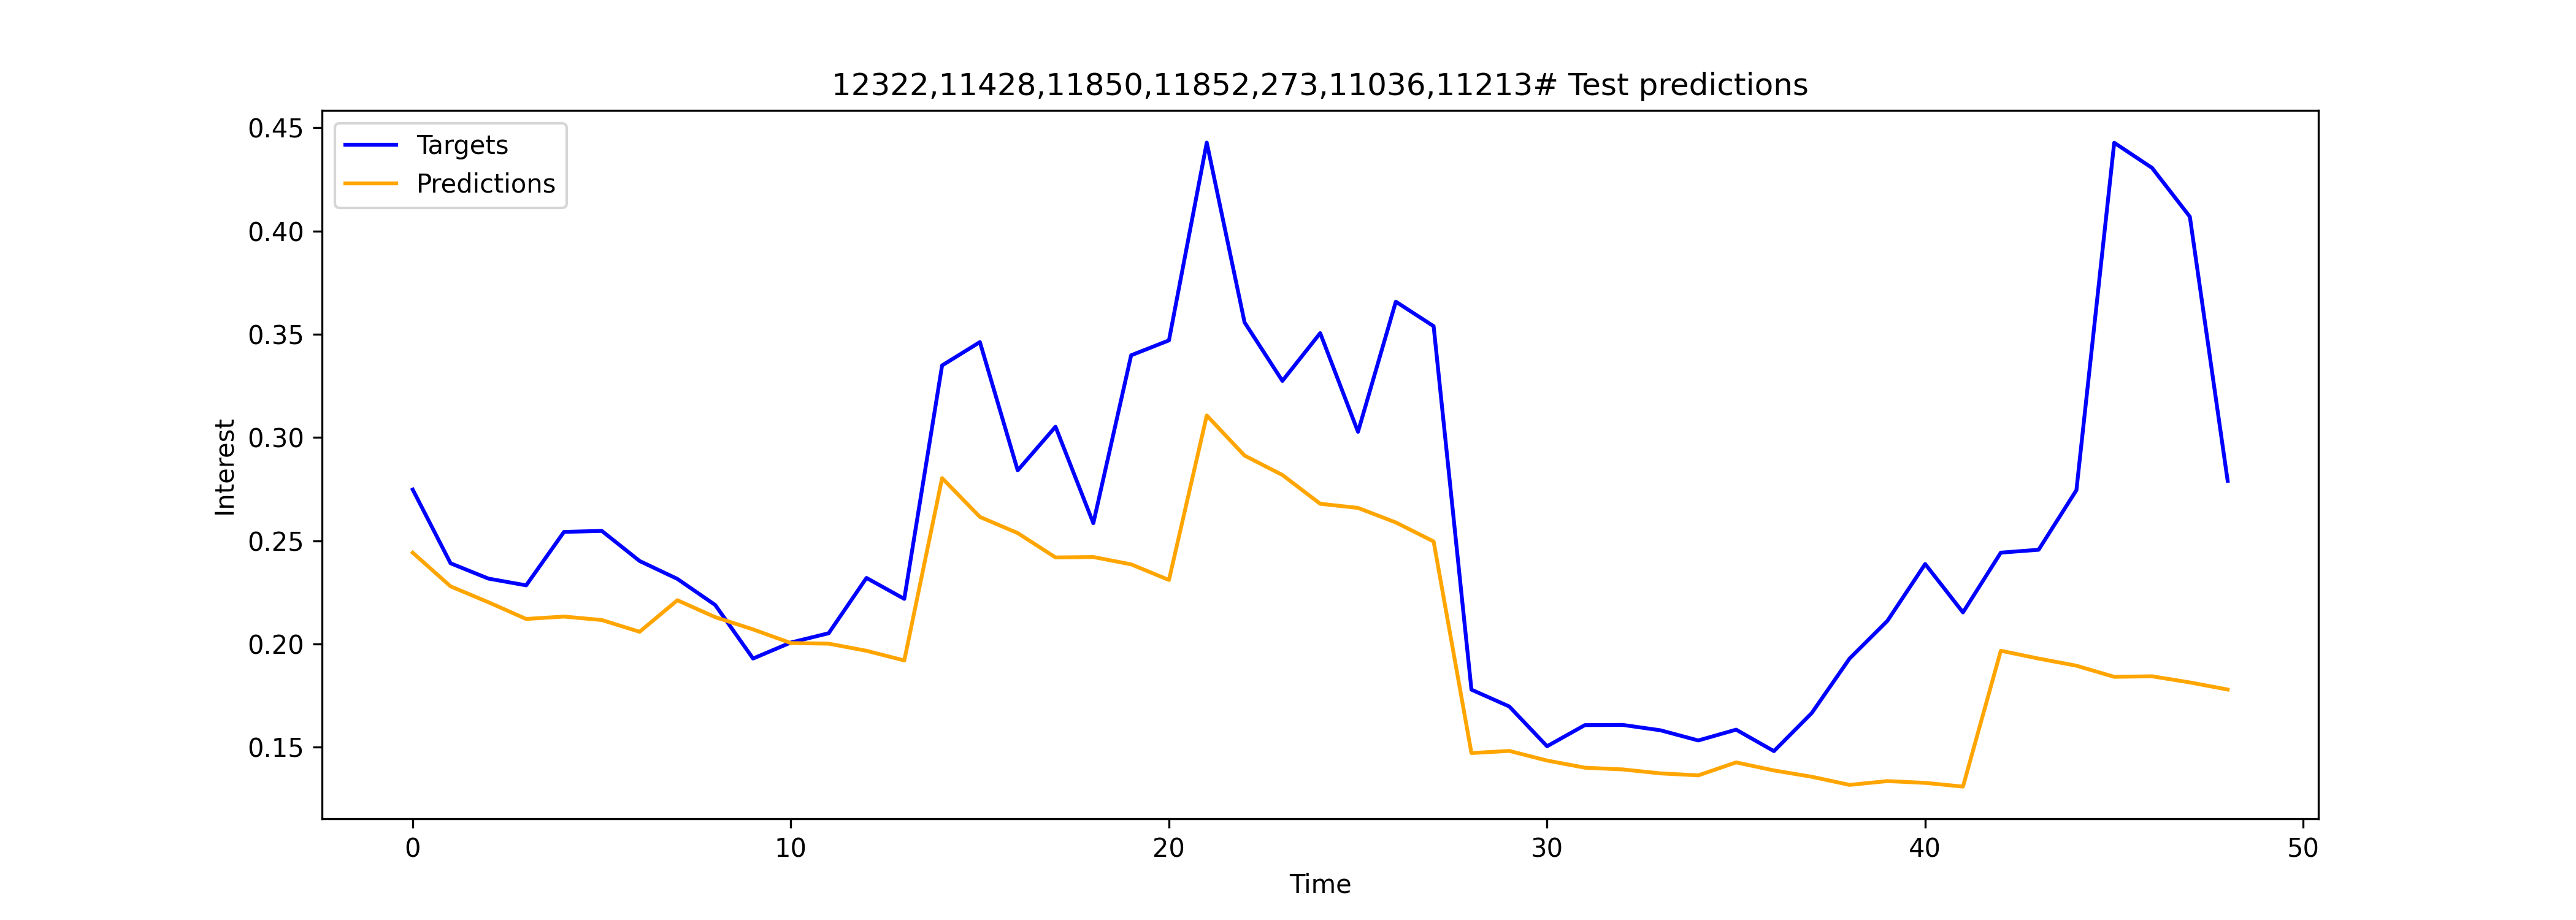 12322,11428,11850,11852,273,11036,11213# Test predictions
Targets
Predictions
0.45
0.40
0.35
0.30
0.25
0.20
0.15
Interest
0 10 20 30 40 50
Time